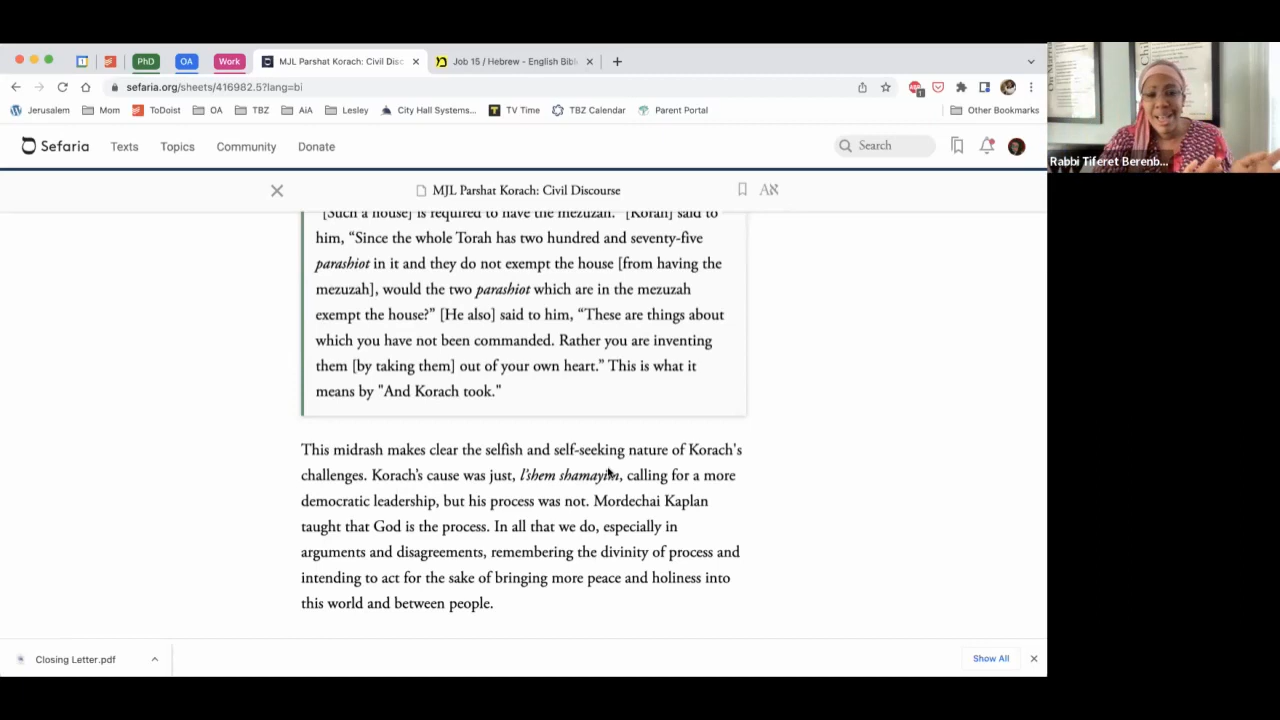 PhD
OA
Work
MJL Parshat Korach: Civil Disc
Job 15 / Hebrew - English Bibl
sefaria.org/sheets/416982.5?lang=bi
Jerusalem
Mom
ToDoist
OA
TBZ
AiA
Lesley
City Hall Systems...
TV Time
TBZ Calendar
Parent Portal
Other Bookmarks
Sefaria
Texts
Topics
Community
Donate
Search
MJL Parshat Korach: Civil Discourse
[Such a house] is required to have the mezuzah.” [Korah] said to
him, “Since the whole Torah has two hundred and seventy-five
parashiot in it and they do not exempt the house [from having the
mezuzah], would the two parashiot which are in the mezuzah
exempt the house?” [He also] said to him, “These are things about
which you have not been commanded. Rather you are inventing
them [by taking them] out of your own heart.” This is what it
means by "And Korach took."
This midrash makes clear the selfish and self-seeking nature of Korach's
challenges. Korach’s cause was just, l’shem shamayim, calling for a more
democratic leadership, but his process was not. Mordechai Kaplan
taught that God is the process. In all that we do, especially in
arguments and disagreements, remembering the divinity of process and
intending to act for the sake of bringing more peace and holiness into
this world and between people.
Closing Letter.pdf
Show All
Rabbi Tiferet Berenb...